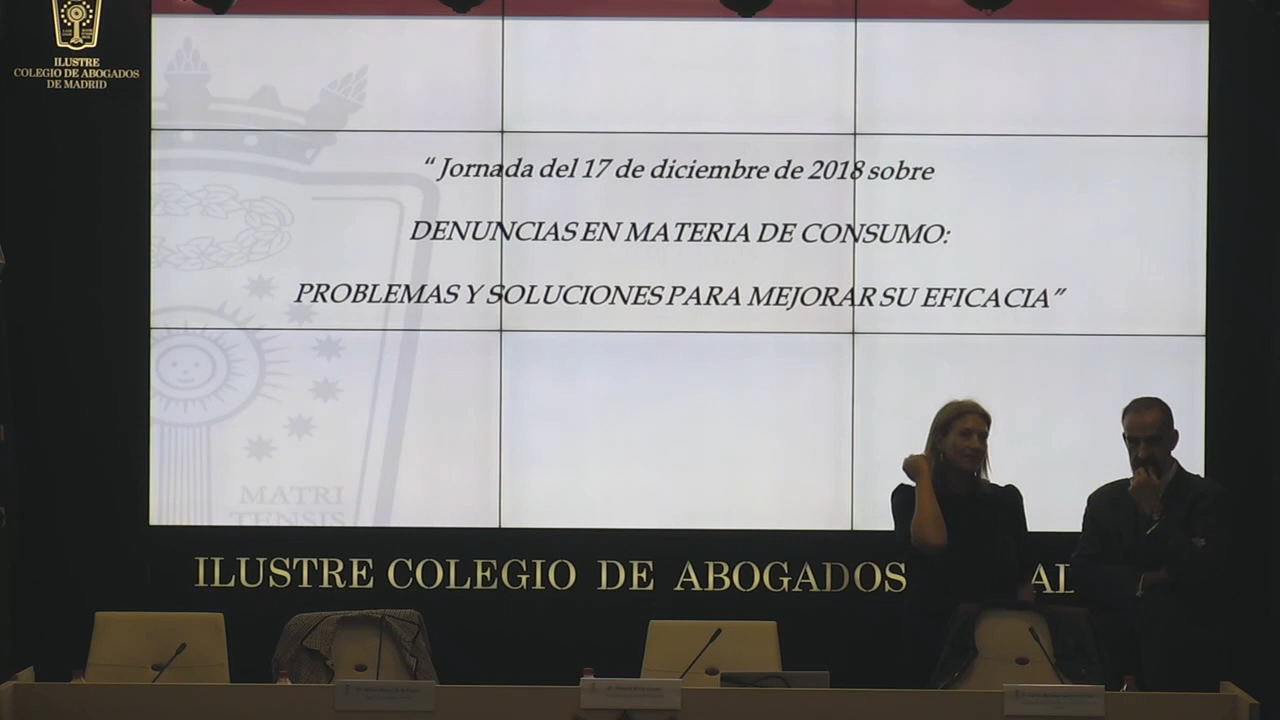 ILUSTRE
COLEGIO DE ABOGADOS
DE MADRID
“ Jornada del 17 de diciembre de 2018 sobre
DENUNCIAS EN MATERIA DE CONSUMO:
PROBLEMAS Y SOLUCIONES PARA MEJORAR SU EFICACIA”
MATRI
TENSIS
ILUSTRE COLEGIO DE ABOGADOS